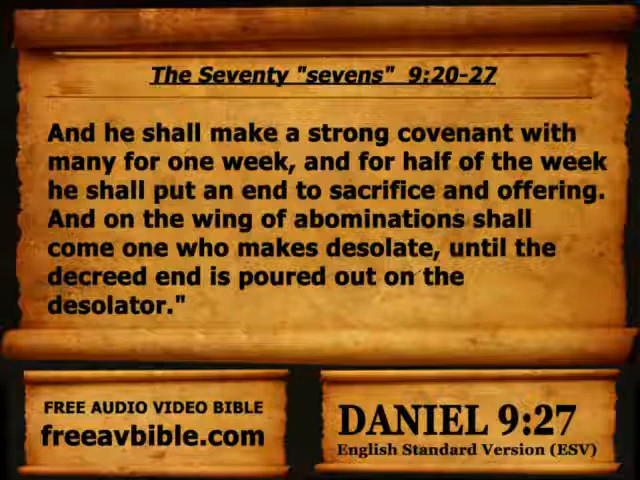 The Seventy "sevens" 9:20-27
And he shall make a strong covenant with
many for one week, and for half of the week
he shall put an end to sacrifice and offering.
And on the wing of abominations shall
come one who makes desolate, until the
decreed end is poured out on the
desolator."
FREE AUDIO VIDEO BIBLE
freeavbible.com
DANIEL 9:27
English Standard Version (ESV)